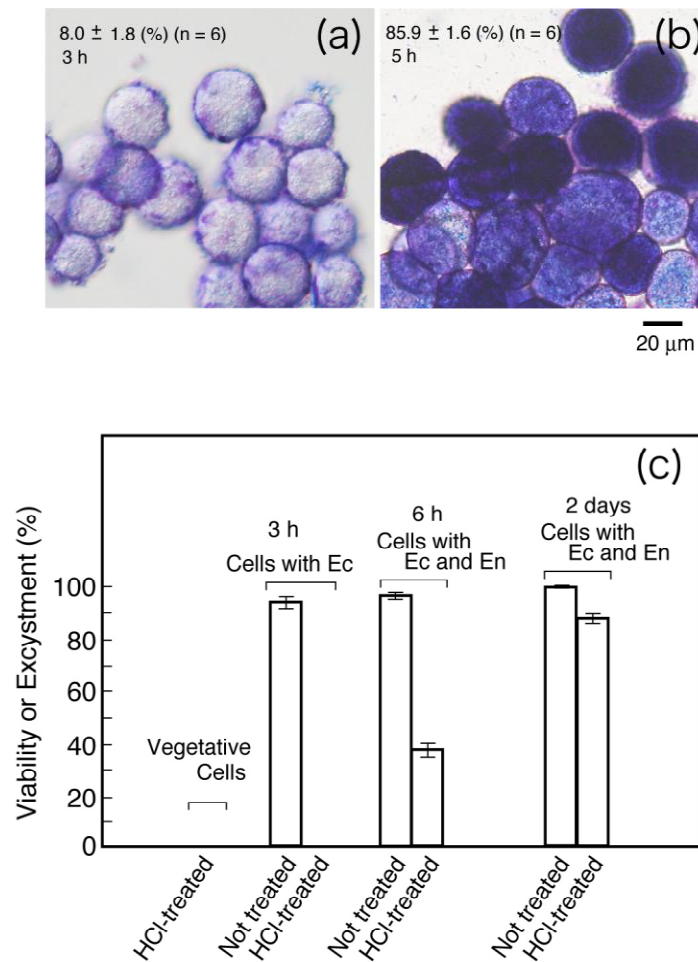 8.0 ± 1.8 (%) (n = 6)
3 h
(a)
85.9 ± 1.6 (%) (n = 6)
5 h
(b)
20 μm
(c)
Viability or Excystment (%)
100
80
60
40
20
0
Vegetative
Cells
3 h
Cells with Ec
6 h
Cells with
Ec and En
2 days
Cells with
Ec and En
HCl-treated
Not treated
HCl-treated
Not treated
HCl-treated
Not treated
HCl-treated